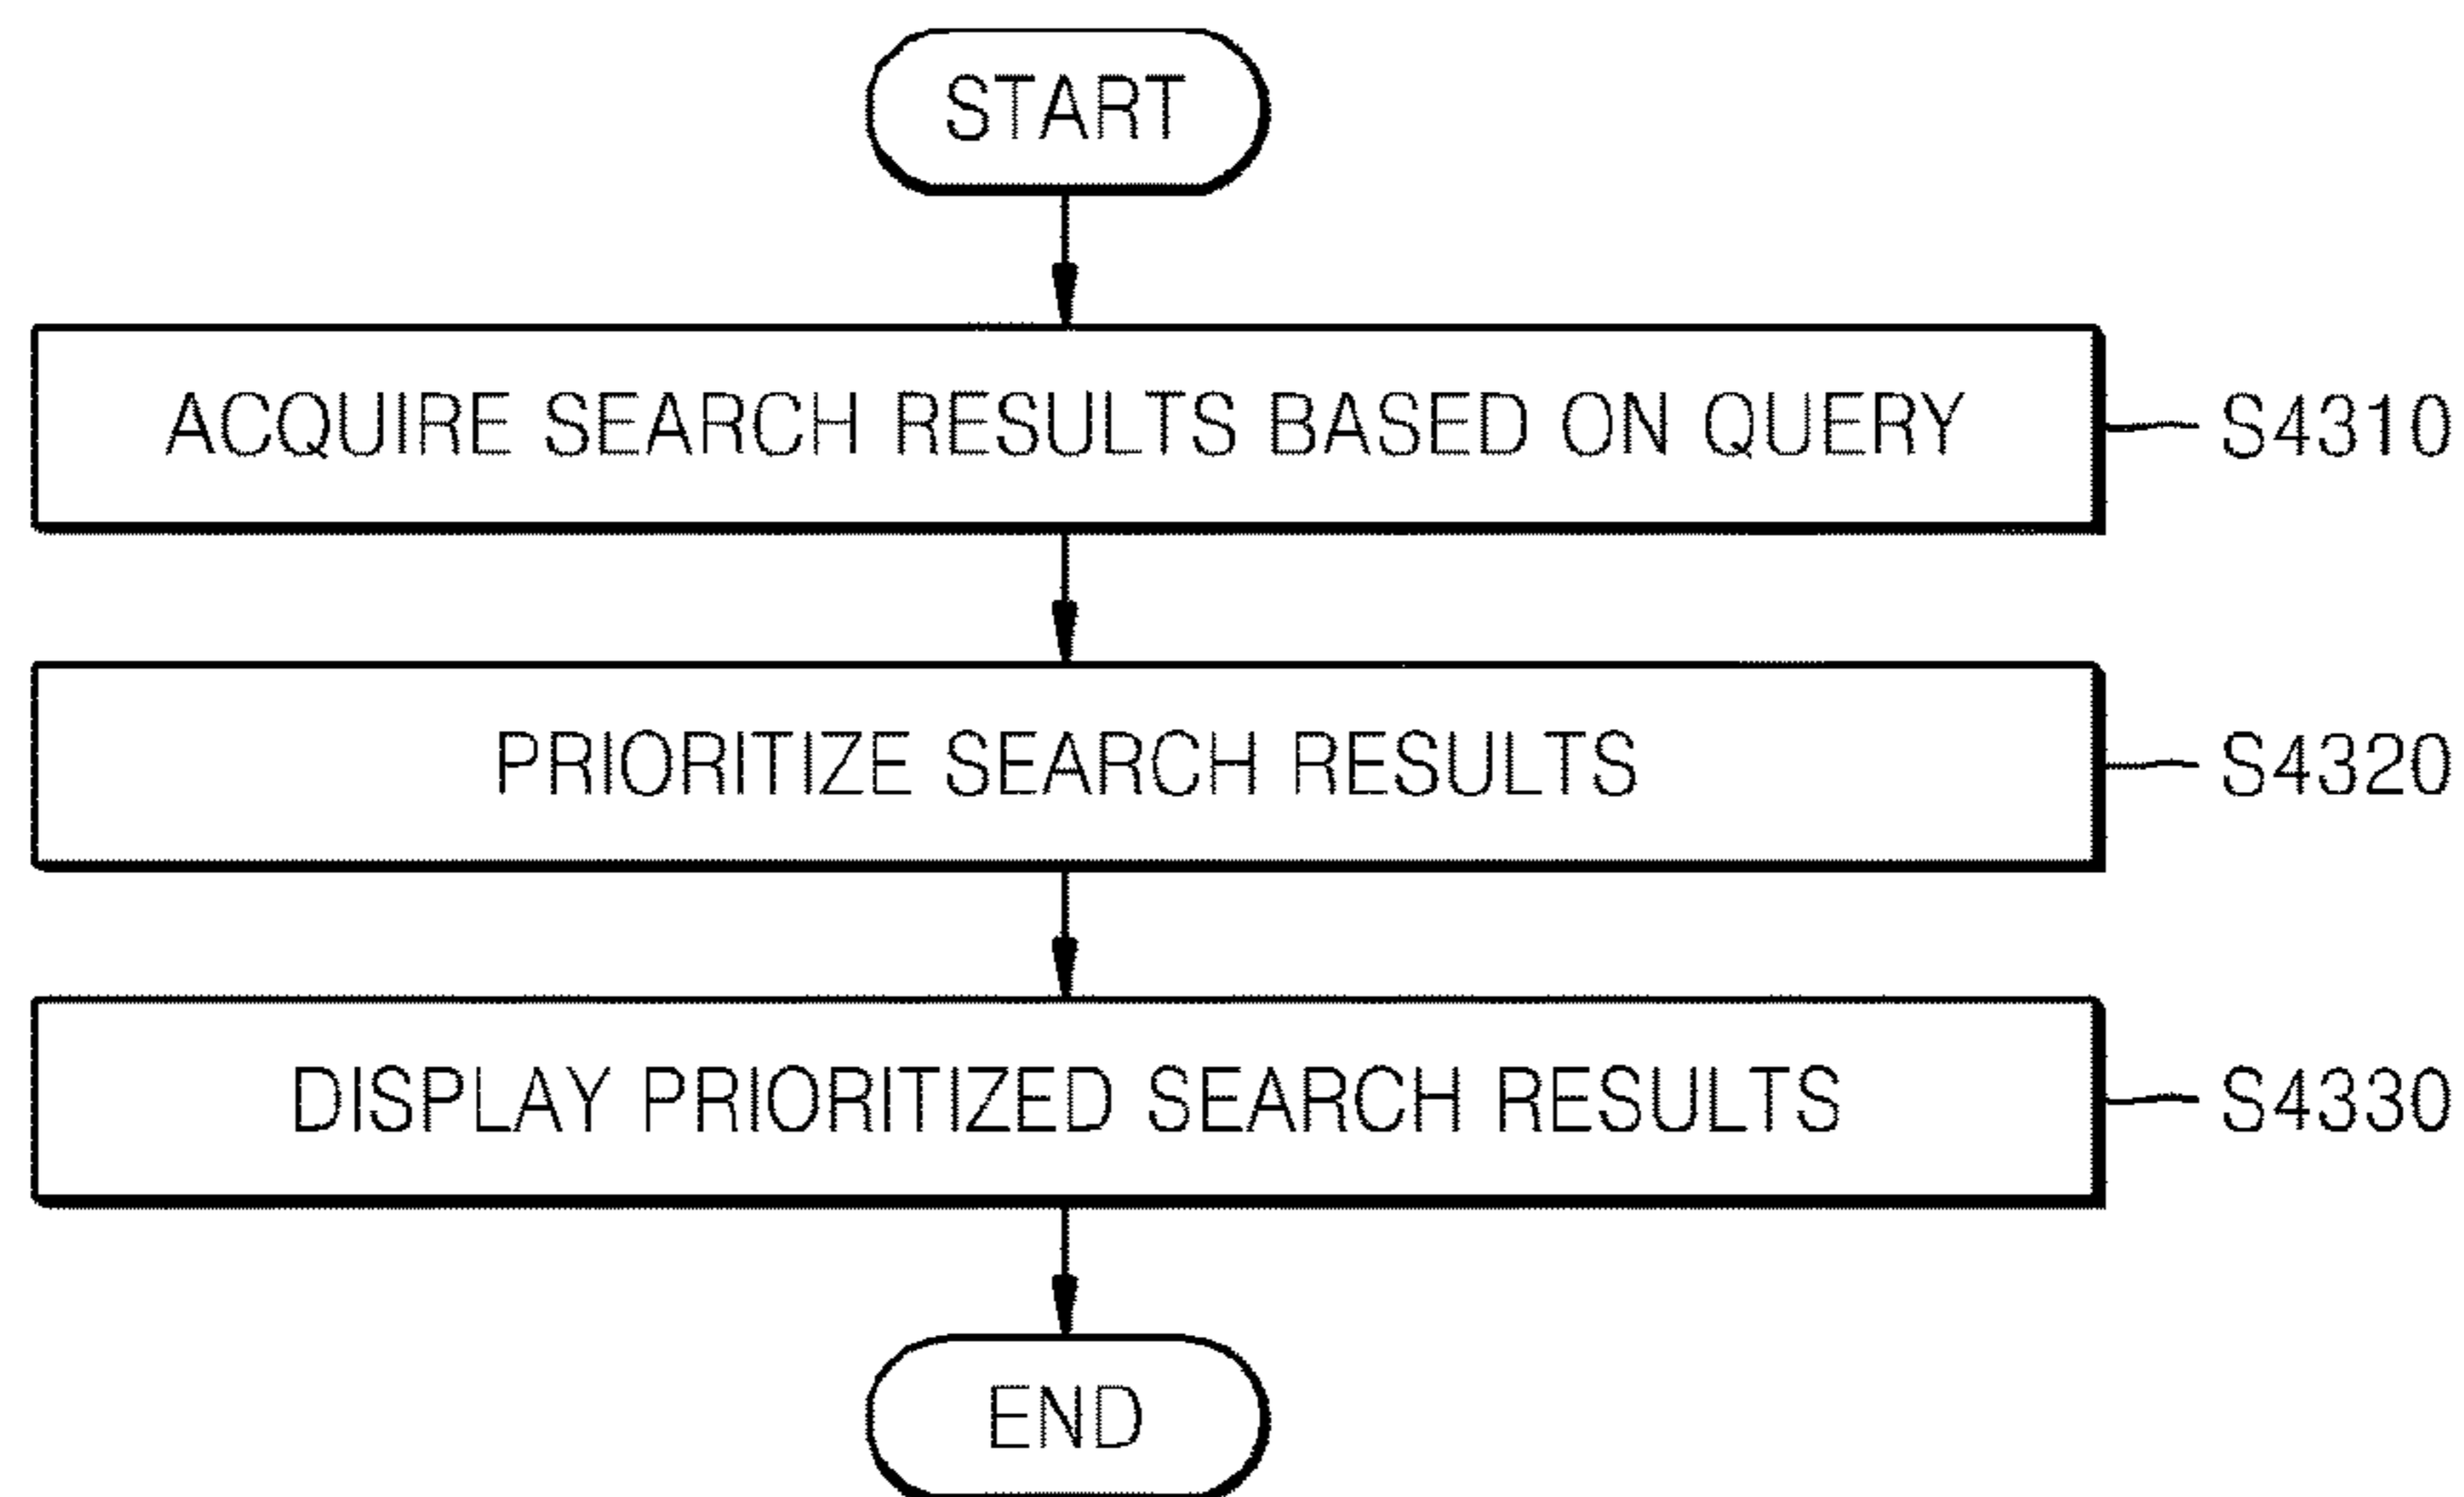 START
ACQUIRE SEARCH RESULTS BASED ON QUERY S4310
PRIORITIZE SEARCH RESULTS S4320
DISPLAY PRIORITIZED SEARCH RESULTS S4330
END